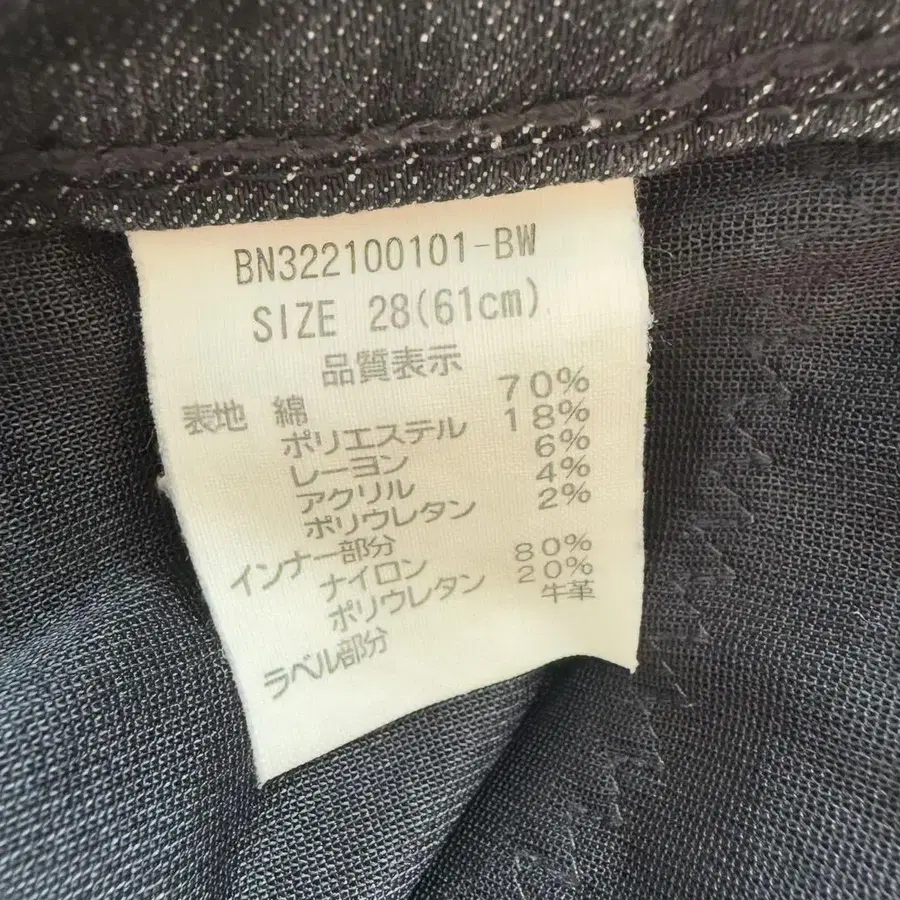 BN322100101-BW
SIZE 28(61cm)
品質表示
表地 綿 70%
ポリエステル 18%
レーヨン 6%
アクリル 4%
ポリウレタン 2%
インナー部分
ナイロン 80%
ポリウレタン 20%
ラベル部分 牛革